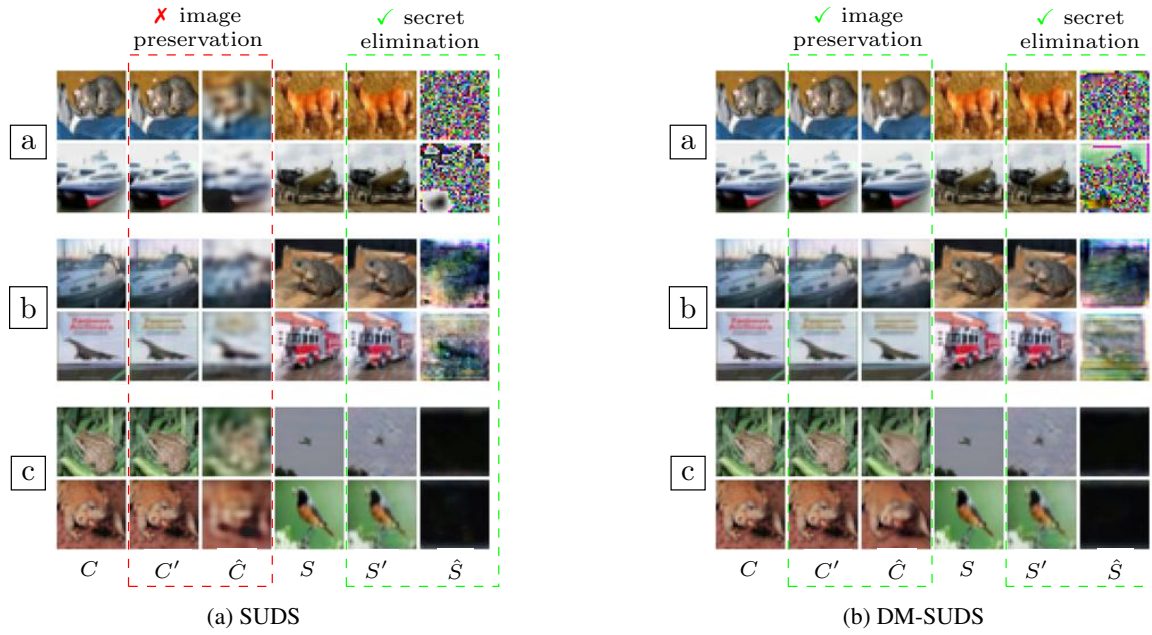 ✗ image
preservation
✓ secret
elimination
a
b
c
C
C′
Ĉ
S
S′
Ŝ
(a) SUDS
✓ image
preservation
✓ secret
elimination
a
b
c
C
C′
Ĉ
S
S′
Ŝ
(b) DM-SUDS